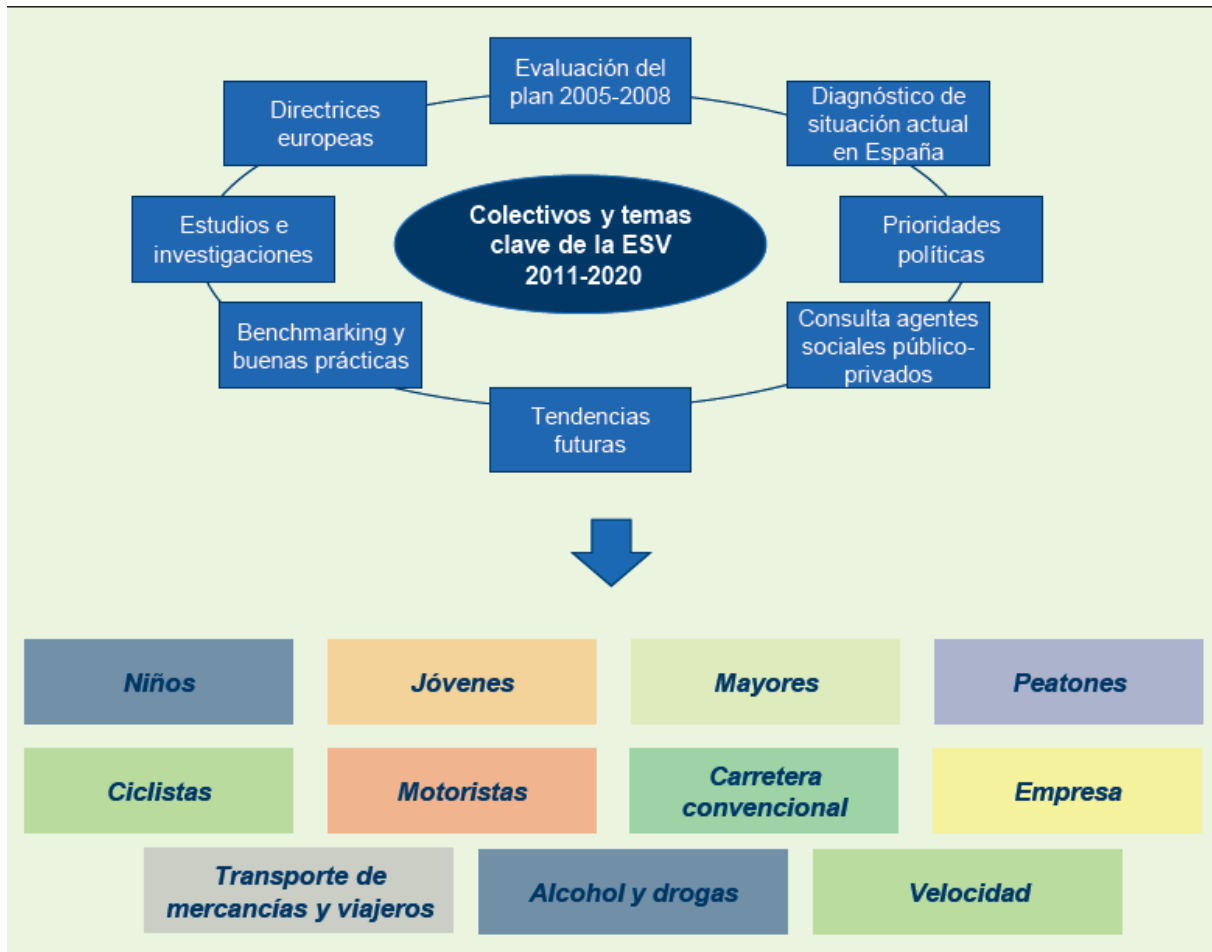 Evaluación del
plan 2005-2008
Directrices
europeas
Diagnóstico de
situación actual
en España
Estudios e
investigaciones
Colectivos y temas
clave de la ESV
2011-2020
Prioridades
políticas
Benchmarking y
buenas prácticas
Consulta agentes
sociales público-
privados
Tendencias
futuras
Niños
Jóvenes
Mayores
Peatones
Ciclistas
Motoristas
Carretera
convencional
Empresa
Transporte de
mercancías y viajeros
Alcohol y drogas
Velocidad